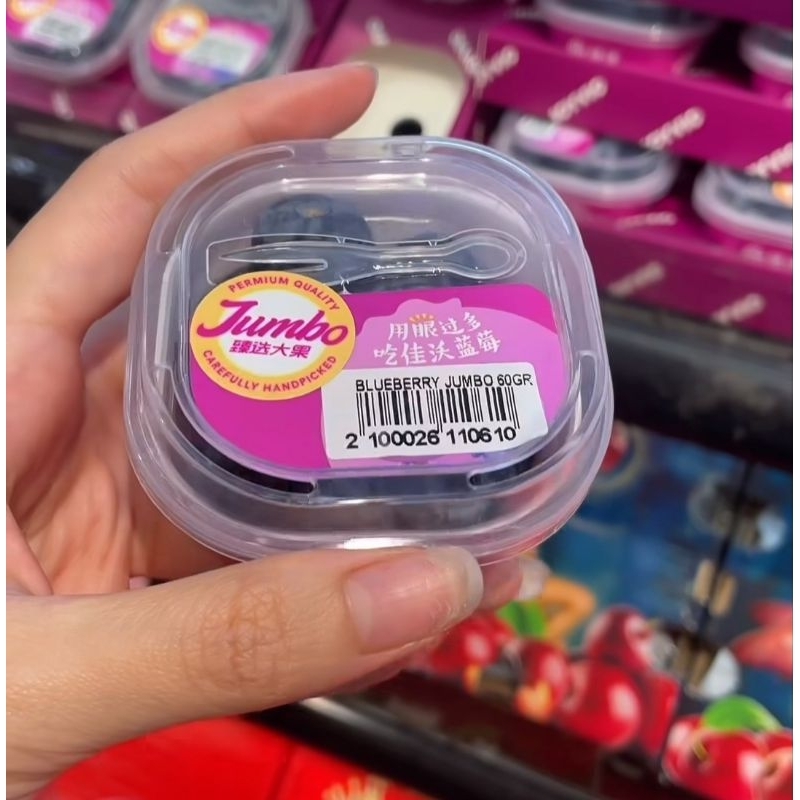 PERMIUM QUALITY
Jumbo
臻选大果
CAREFULLY HANDPICKED
用眼过多
吃佳沃蓝莓
BLUEBERRY JUMBO 60GR
2 100026 110610